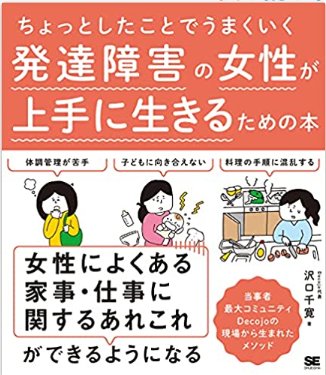 ちょっとしたことでうまくいく
発達障害の女性が
上手に生きるための本
体調管理が苦手
子どもに向き合えない
料理の手順に混乱する
女性によくある
家事・仕事に
関するあれこれ
ができるようになる
当事者
最大コミュニティ
Decojoの
現場から生まれた
メソッド
沢口千寛 著
SE
SHOEISHA